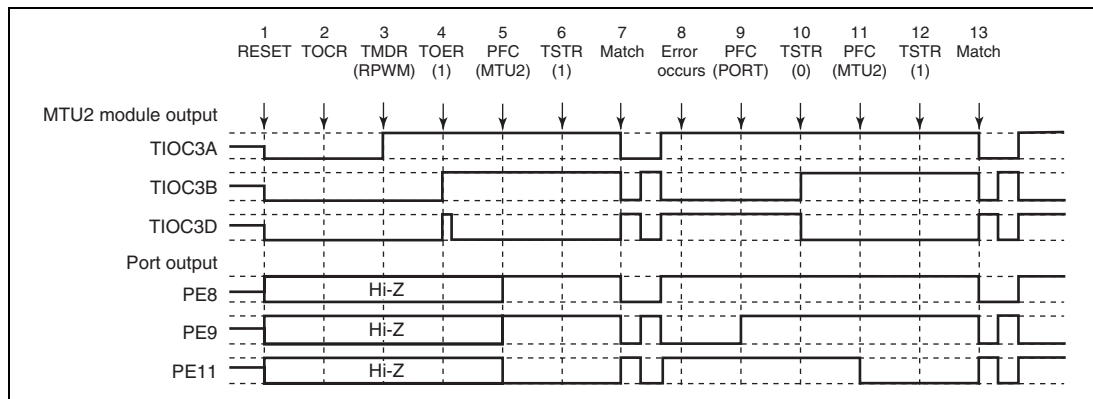 1 2 3 4 5 6 7 8 9 10 11 12 13
RESET TOCR TMDR TOER PFC TSTR Match Error PFC TSTR PFC TSTR Match
(RPWM) (1) (MTU2) (1) occurs (PORT) (0) (MTU2) (1)
MTU2 module output
TIOC3A
TIOC3B
TIOC3D
Port output
PE8 Hi-Z
PE9 Hi-Z
PE11 Hi-Z